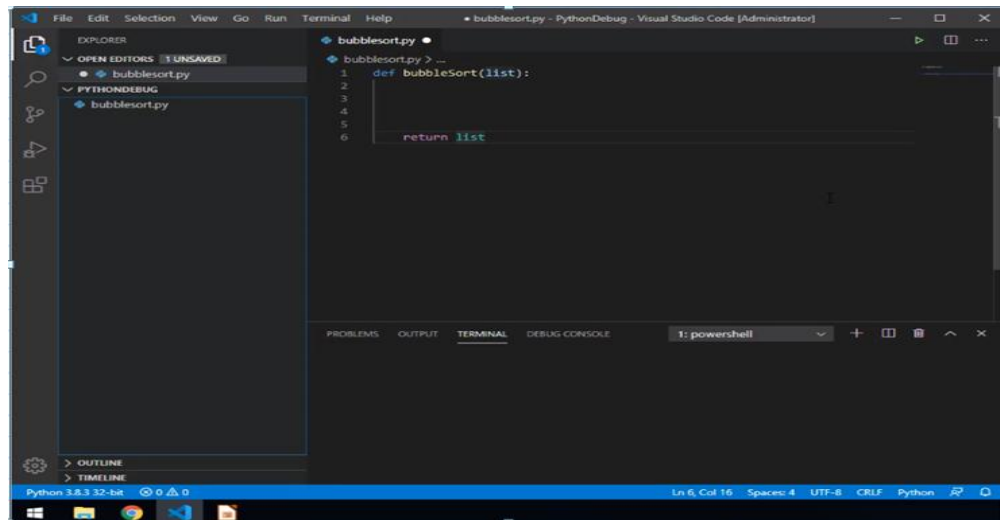 File Edit Selection View Go Run Terminal Help ● bubblesort.py - PythonDebug - Visual Studio Code [Administrator]
EXPLORER
OPEN EDITORS 1 UNSAVED
● bubblesort.py
PYTHONDEBUG
bubblesort.py
bubblesort.py ●
bubblesort.py > ...
1 def bubbleSort(list):
2
3
4
5
6 return list
PROBLEMS OUTPUT TERMINAL DEBUG CONSOLE 1: powershell
OUTLINE
TIMELINE
Python 3.8.3 32-bit 0 0 Ln 6, Col 16 Spaces: 4 UTF-8 CRLF Python